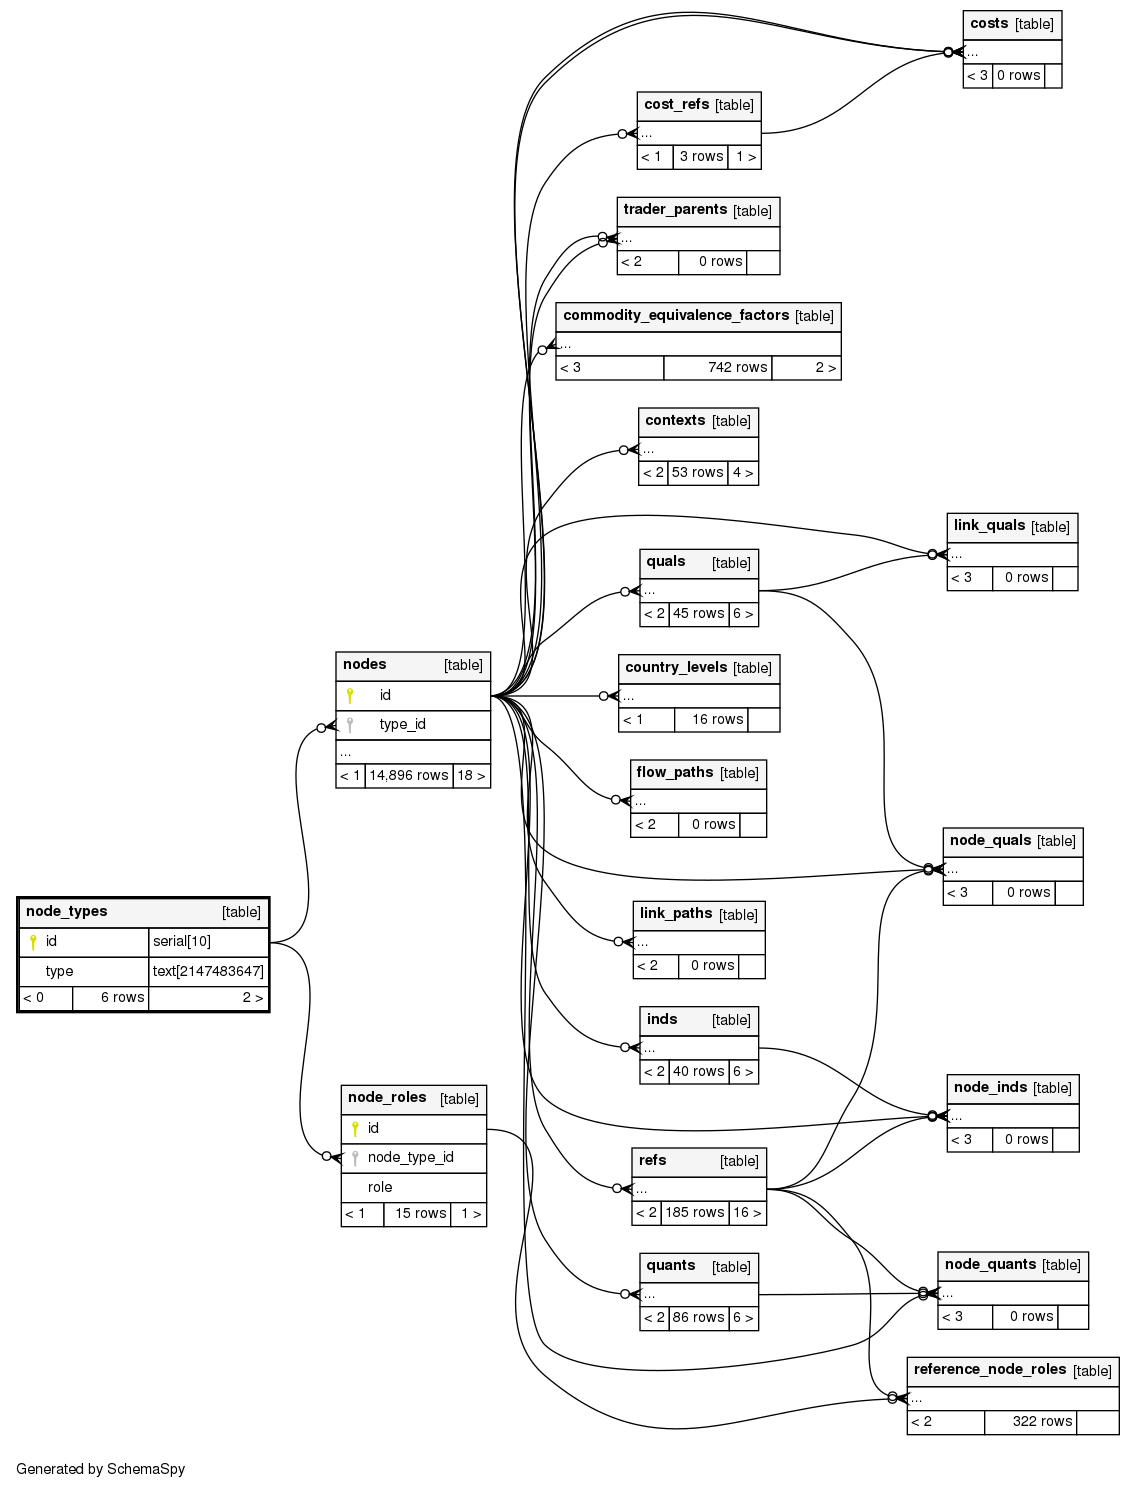 costs [table]
...
< 3 0 rows
cost_refs [table]
...
< 1 3 rows 1 >
trader_parents [table]
...
< 2 0 rows
commodity_equivalence_factors [table]
...
< 3 742 rows 2 >
contexts [table]
...
< 2 53 rows 4 >
link_quals [table]
...
< 3 0 rows
quals [table]
...
< 2 45 rows 6 >
nodes [table]
id
type_id
...
< 1 14,896 rows 18 >
country_levels [table]
...
< 1 16 rows
flow_paths [table]
...
< 2 0 rows
node_quals [table]
...
< 3 0 rows
node_types [table]
id serial[10]
type text[2147483647]
< 0 6 rows 2 >
link_paths [table]
...
< 2 0 rows
inds [table]
...
< 2 40 rows 6 >
node_inds [table]
...
< 3 0 rows
node_roles [table]
id
node_type_id
role
< 1 15 rows 1 >
refs [table]
...
< 2 185 rows 16 >
quants [table]
...
< 2 86 rows 6 >
node_quants [table]
...
< 3 0 rows
reference_node_roles [table]
...
< 2 322 rows
Generated by SchemaSpy